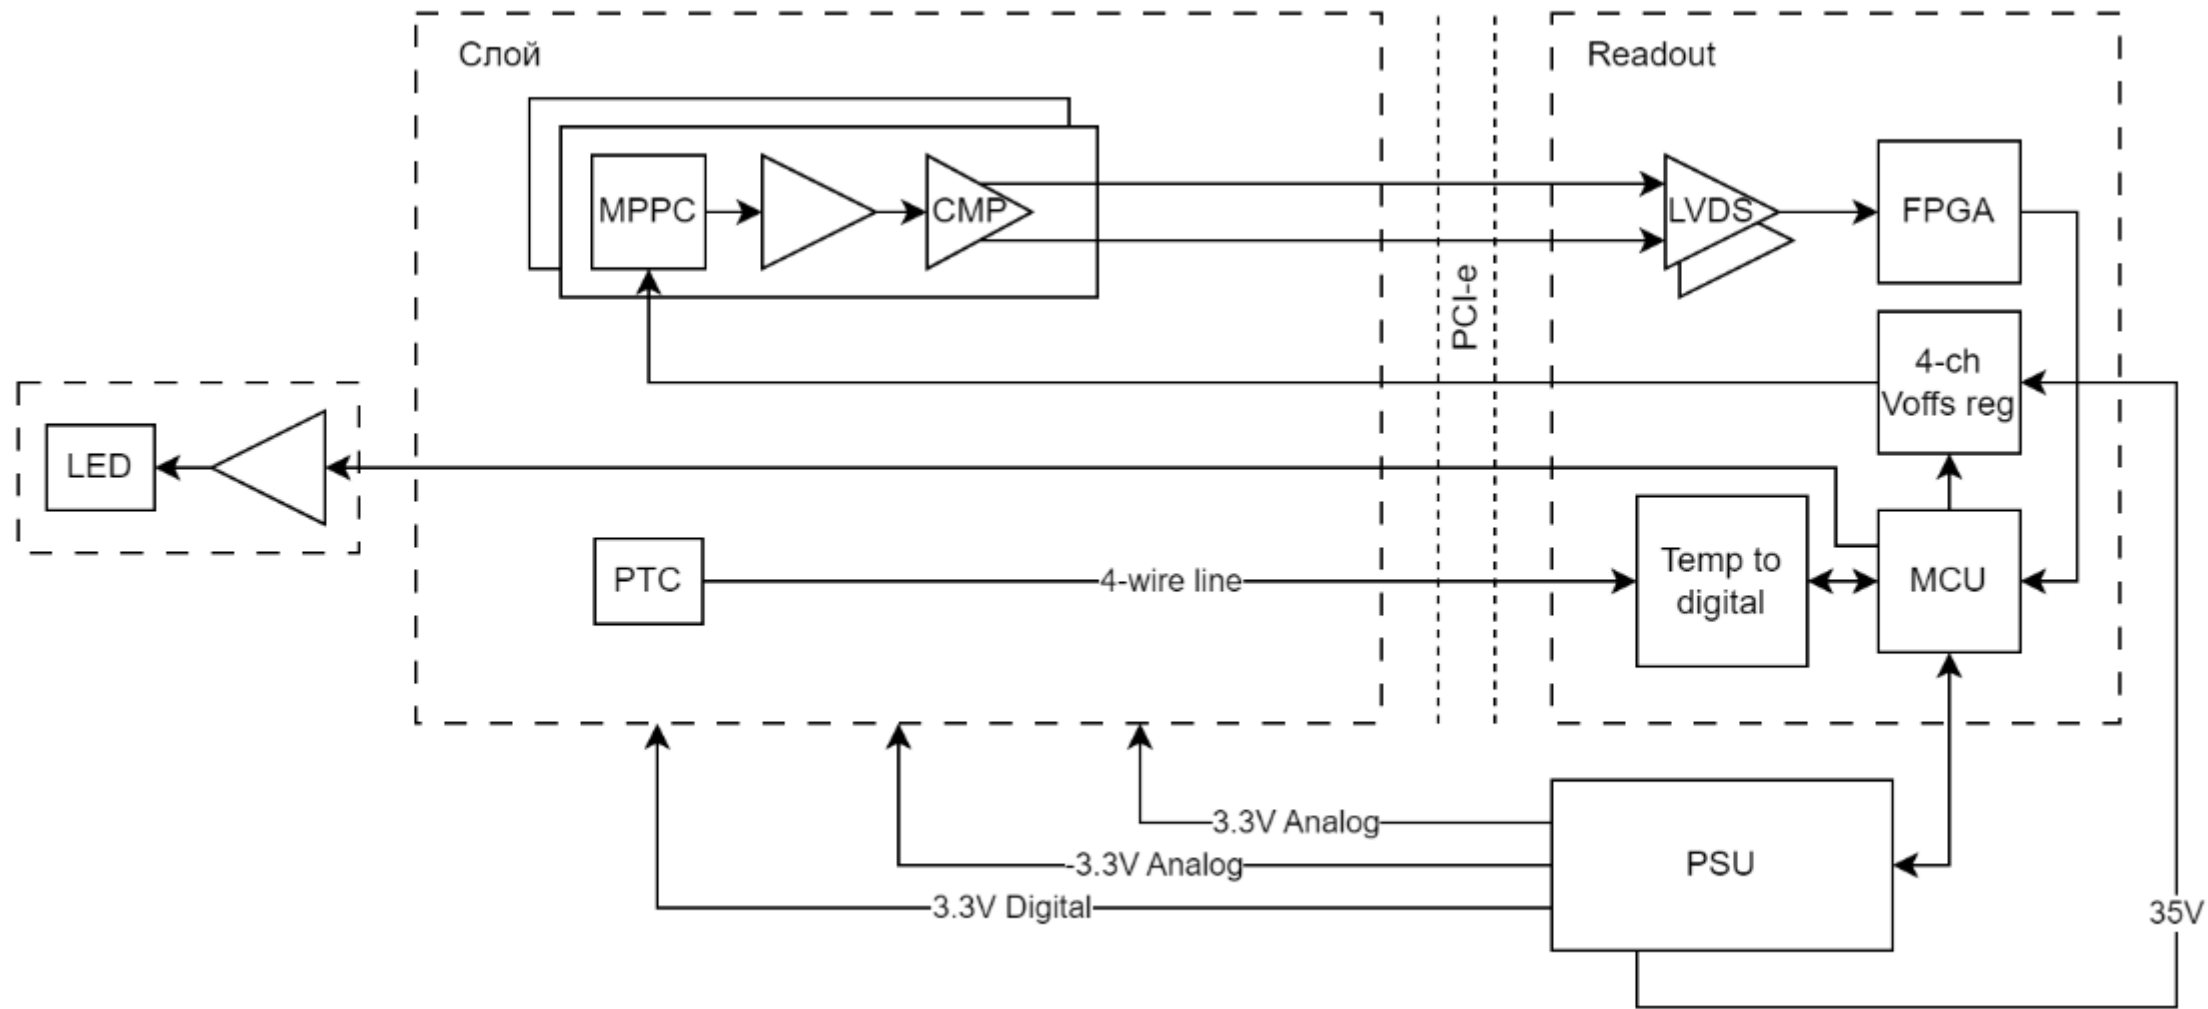 Слой
Readout
MPPC
CMP
LVDS
FPGA
PCI-e
4-ch
Voffs reg
LED
PTC
4-wire line
Temp to
digital
MCU
3.3V Analog
-3.3V Analog
3.3V Digital
PSU
35V